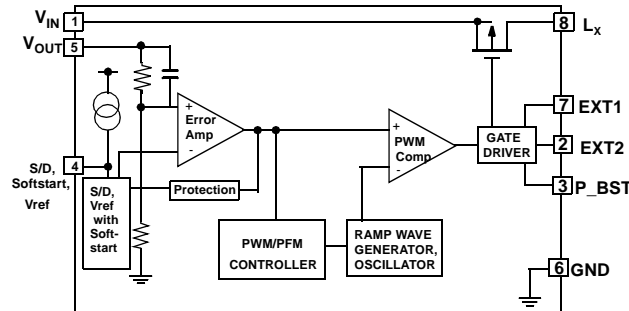 VIN
1
8
LX
VOUT
5
+
Error
Amp
-
+
PWM
Comp
-
7
EXT1
GATE
DRIVER
2
EXT2
3
P_BST
S/D,
Softstart,
Vref
4
S/D,
Vref
with
Soft-
start
Protection
PWM/PFM
CONTROLLER
RAMP WAVE
GENERATOR,
OSCILLATOR
6
GND